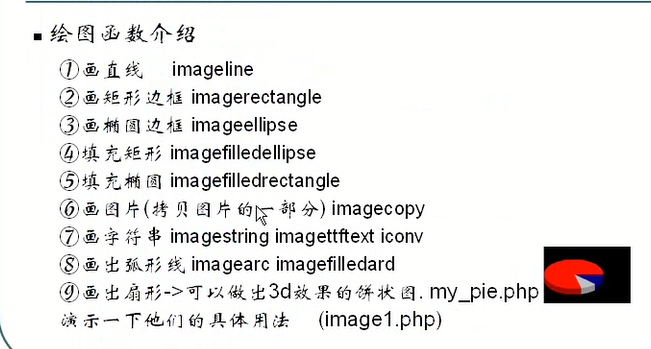 绘图函数介绍
①画直线 imageline
②画矩形边框 imagerectangle
③画椭圆边框 imageellipse
④填充矩形 imagefilledellipse
⑤填充椭圆 imagefilledrectangle
⑥画图片(拷贝图片的一部分) imagecopy
⑦画字符串 imagestring imagettftext iconv
⑧画出弧形线 imagearc imagefilledard
⑨画出扇形->可以做出3d效果的饼状图. my_pie.php
演示一下他们的具体用法 (image1.php)